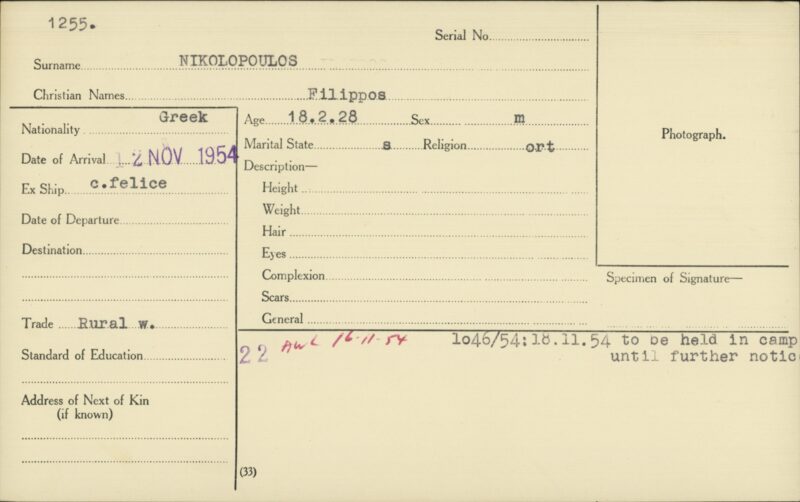 1255.
Serial No.
Surname NIKOLOPOULOS
Christian Names Filippos
Nationality Greek
Date of Arrival 12 NOV 1954
Ex Ship c.felice
Date of Departure
Destination
Trade Rural w.
Standard of Education
Address of Next of Kin
(if known)
Age 18.2.28 Sex m
Marital State s Religion ort
Description—
Height
Weight
Hair
Eyes
Complexion
Scars
General
Photograph.
Specimen of Signature—
22 AWL 16-11-54 1o46/54:18.11.54 to be held in camp
until further notic
(33)